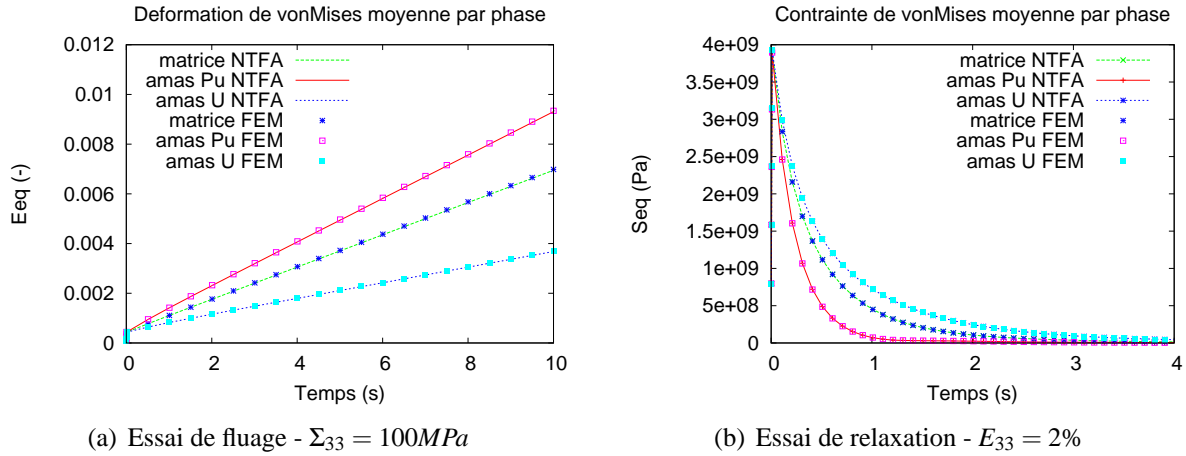 Deformation de vonMises moyenne par phase
0.012
0.01
0.008
0.006
0.004
0.002
0
Eeq (-)
matrice NTFA
amas Pu NTFA
amas U NTFA
matrice FEM
amas Pu FEM
amas U FEM
0 2 4 6 8 10
Temps (s)
(a) Essai de fluage - Σ33 = 100MPa
Contrainte de vonMises moyenne par phase
4e+09
3.5e+09
3e+09
2.5e+09
2e+09
1.5e+09
1e+09
5e+08
0
Seq (Pa)
matrice NTFA
amas Pu NTFA
amas U NTFA
matrice FEM
amas Pu FEM
amas U FEM
0 1 2 3 4
Temps (s)
(b) Essai de relaxation - E33 = 2%